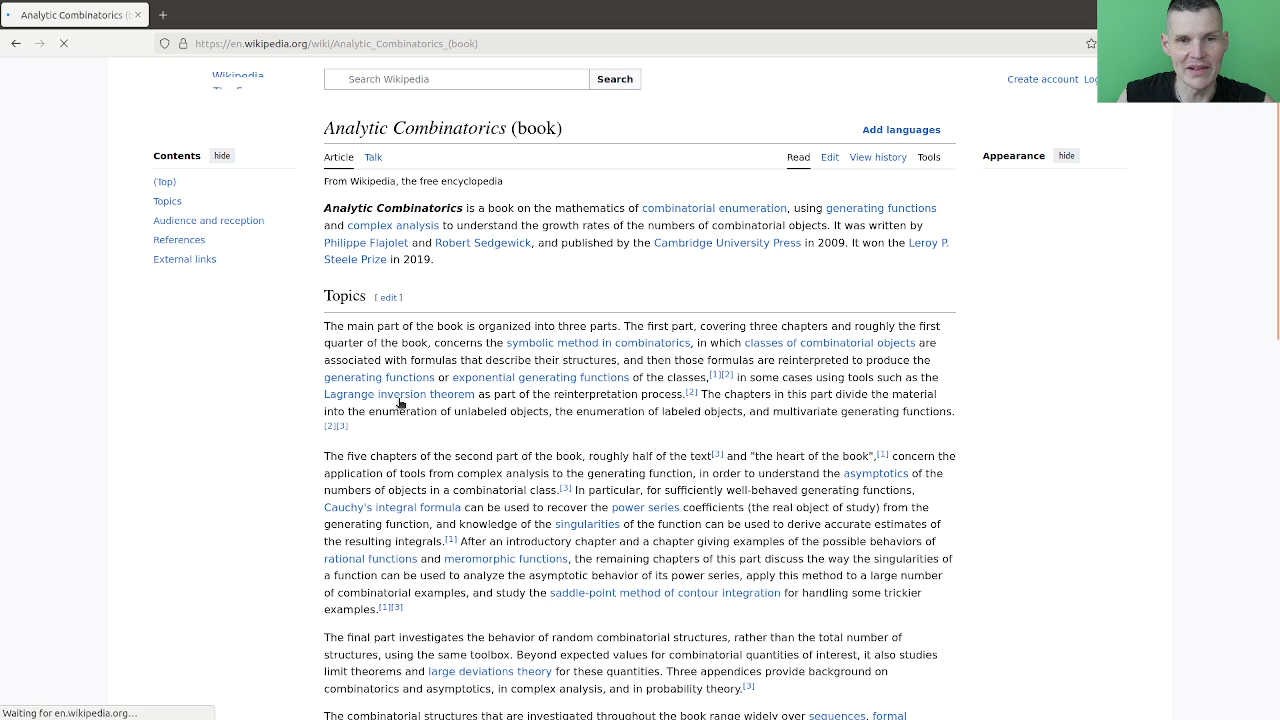 Analytic Combinatorics (
https://en.wikipedia.org/wiki/Analytic_Combinatorics_(book)
Wikipedia
Search Wikipedia
Search
Create account
Analytic Combinatorics (book)
Add languages
Contents
hide
Article
Talk
Read
Edit
View history
Tools
Appearance
hide
(Top)
Topics
Audience and reception
References
External links
From Wikipedia, the free encyclopedia
Analytic Combinatorics is a book on the mathematics of combinatorial enumeration, using generating functions
and complex analysis to understand the growth rates of the numbers of combinatorial objects. It was written by
Philippe Flajolet and Robert Sedgewick, and published by the Cambridge University Press in 2009. It won the Leroy P.
Steele Prize in 2019.
Topics [ edit ]
The main part of the book is organized into three parts. The first part, covering three chapters and roughly the first
quarter of the book, concerns the symbolic method in combinatorics, in which classes of combinatorial objects are
associated with formulas that describe their structures, and then those formulas are reinterpreted to produce the
generating functions or exponential generating functions of the classes,[1][2] in some cases using tools such as the
Lagrange inversion theorem as part of the reinterpretation process.[2] The chapters in this part divide the material
into the enumeration of unlabeled objects, the enumeration of labeled objects, and multivariate generating functions.
[2][3]
The five chapters of the second part of the book, roughly half of the text[3] and "the heart of the book",[1] concern the
application of tools from complex analysis to the generating function, in order to understand the asymptotics of the
numbers of objects in a combinatorial class.[3] In particular, for sufficiently well-behaved generating functions,
Cauchy's integral formula can be used to recover the power series coefficients (the real object of study) from the
generating function, and knowledge of the singularities of the function can be used to derive accurate estimates of
the resulting integrals.[1] After an introductory chapter and a chapter giving examples of the possible behaviors of
rational functions and meromorphic functions, the remaining chapters of this part discuss the way the singularities of
a function can be used to analyze the asymptotic behavior of its power series, apply this method to a large number
of combinatorial examples, and study the saddle-point method of contour integration for handling some trickier
examples.[1][3]
The final part investigates the behavior of random combinatorial structures, rather than the total number of
structures, using the same toolbox. Beyond expected values for combinatorial quantities of interest, it also studies
limit theorems and large deviations theory for these quantities. Three appendices provide background on
combinatorics and asymptotics, in complex analysis, and in probability theory.[3]
The combinatorial structures that are investigated throughout the book range widely over sequences, formal
Waiting for en.wikipedia.org…